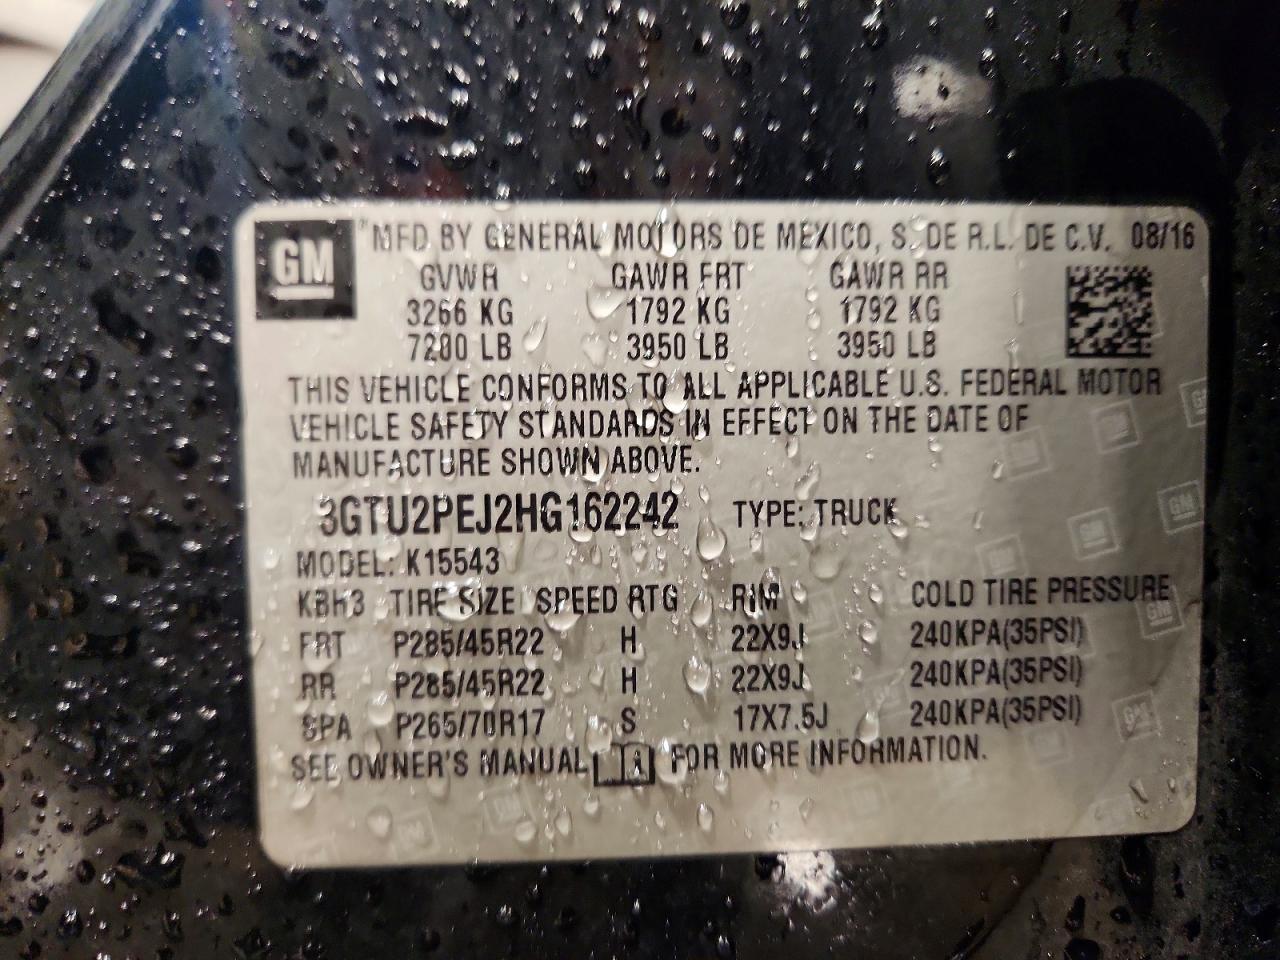 GM
MFD BY GENERAL MOTORS DE MEXICO, S. DE R.L. DE C.V. 08/16
GVWR GAWR FRT GAWR RR
3266 KG 1792 KG 1792 KG
7200 LB 3950 LB 3950 LB
THIS VEHICLE CONFORMS TO ALL APPLICABLE U.S. FEDERAL MOTOR
VEHICLE SAFETY STANDARDS IN EFFECT ON THE DATE OF
MANUFACTURE SHOWN ABOVE.
3GTU2PEJ2HG162242 TYPE: TRUCK
MODEL: K15543
KBH3 TIRE SIZE SPEED RTG RIM COLD TIRE PRESSURE
FRT P285/45R22 H 22X9J 240KPA(35PSI)
RR P285/45R22 H 22X9J 240KPA(35PSI)
SPA P265/70R17 S 17X7.5J 240KPA(35PSI)
SEE OWNER'S MANUAL FOR MORE INFORMATION.